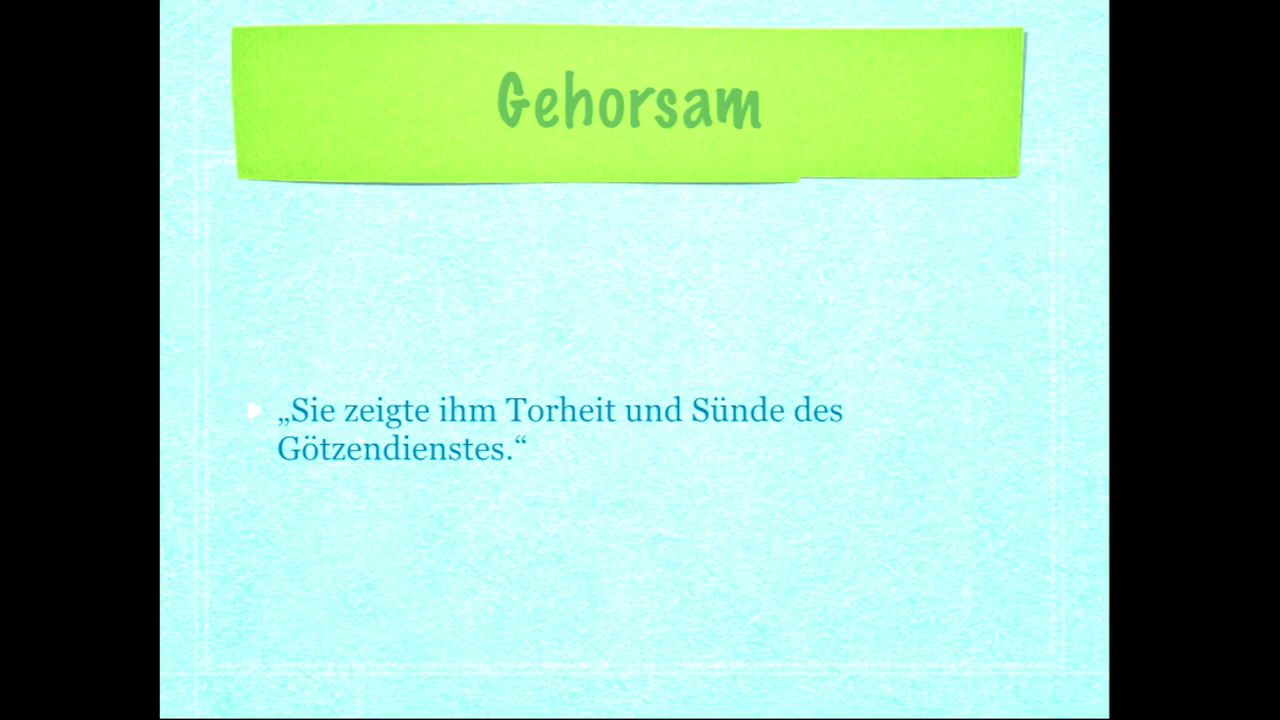 Gehorsam
„Sie zeigte ihm Torheit und Sünde des
Götzendienstes.“